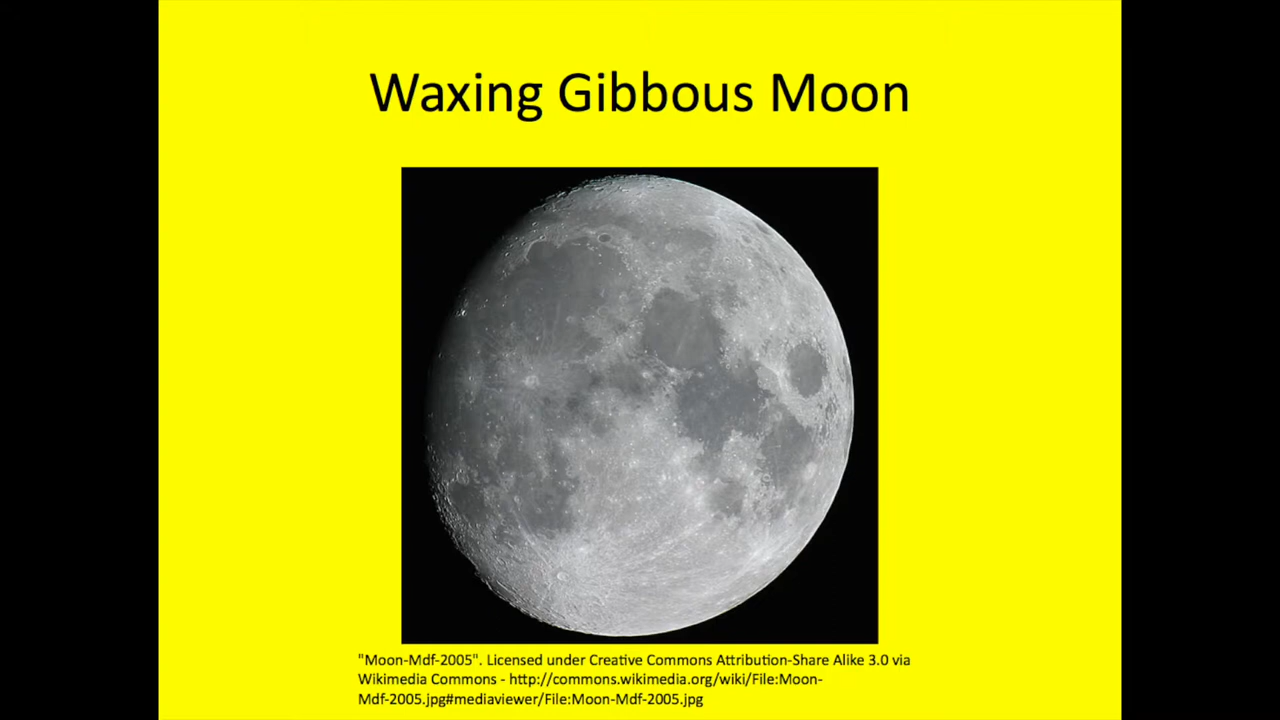 Waxing Gibbous Moon
"Moon-Mdf-2005". Licensed under Creative Commons Attribution-Share Alike 3.0 via
Wikimedia Commons - http://commons.wikimedia.org/wiki/File:Moon-
Mdf-2005.jpg#mediaviewer/File:Moon-Mdf-2005.jpg